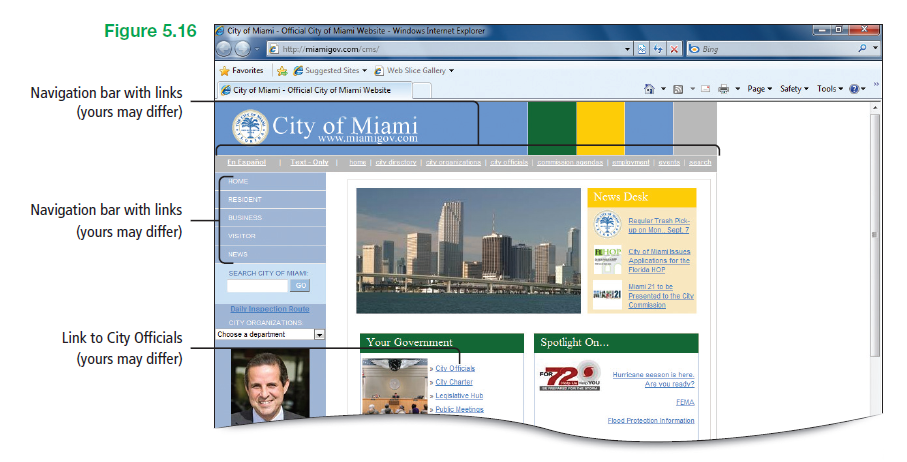 Figure 5.16
City of Miami - Official City of Miami Website - Windows Internet Explorer
http://miamigov.com/cms/
Bing
Favorites
Suggested Sites
Web Slice Gallery
City of Miami - Official City of Miami Website
Page
Safety
Tools
Navigation bar with links
(yours may differ)
City of Miami
www.miamigov.com
En Español | Text - Only | home | city directory | city organizations | city officials | commission agendas | employment | events | search
HOME
RESIDENT
BUSINESS
VISITOR
NEWS
Navigation bar with links
(yours may differ)
SEARCH CITY OF MIAMI:
GO
Daily Inspection Route
CITY ORGANIZATIONS
Choose a department
News Desk
Regular Trash Pick-
up on Mon., Sept. 7
HOP
City of Miami Issues
Applications for the
Florida HOP
MIAMI21
Miami 21 to be
Presented to the City
Commission
Link to City Officials
(yours may differ)
Your Government
» City Officials
» City Charter
» Legislative Hub
» Public Meetings
Spotlight On...
FOR 72
YOU
Hurricane season is here.
Are you ready?
FEMA
Flood Protection Information